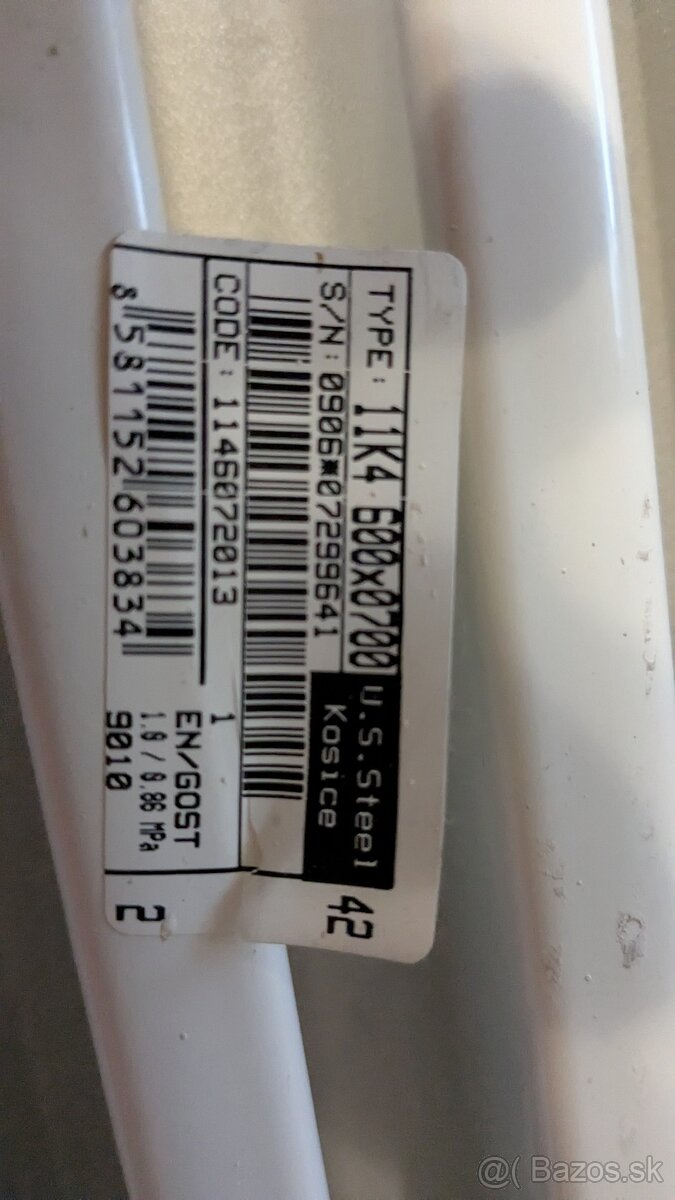 TYPE: 11K4 600x0700
U.S.Steel
Kosice
42
S/N: 0906*07299641
CODE: 1146072013
1
EN/GOST
1.0 / 0.86 MPa
9010
2
8 581152 603834
@( Bazos.sk